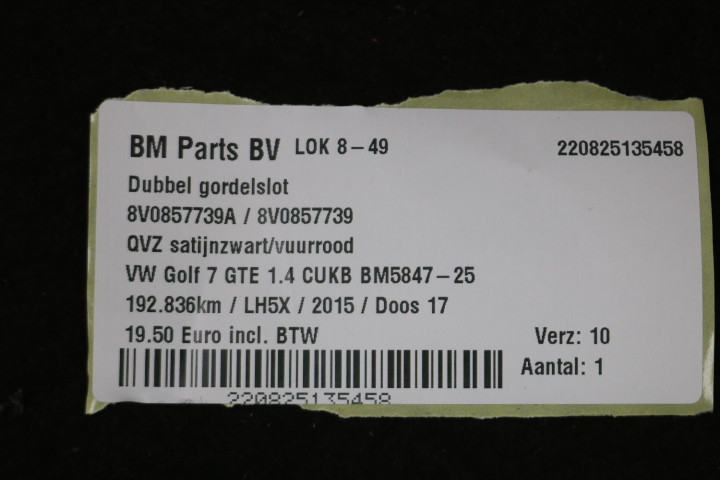 BM Parts BV LOK 8-49 220825135458
Dubbel gordelslot
8V0857739A / 8V0857739
QVZ satijnzwart/vuurrood
VW Golf 7 GTE 1.4 CUKB BM5847-25
192.836km / LH5X / 2015 / Doos 17
19.50 Euro incl. BTW Verz: 10
Aantal: 1
220825135458